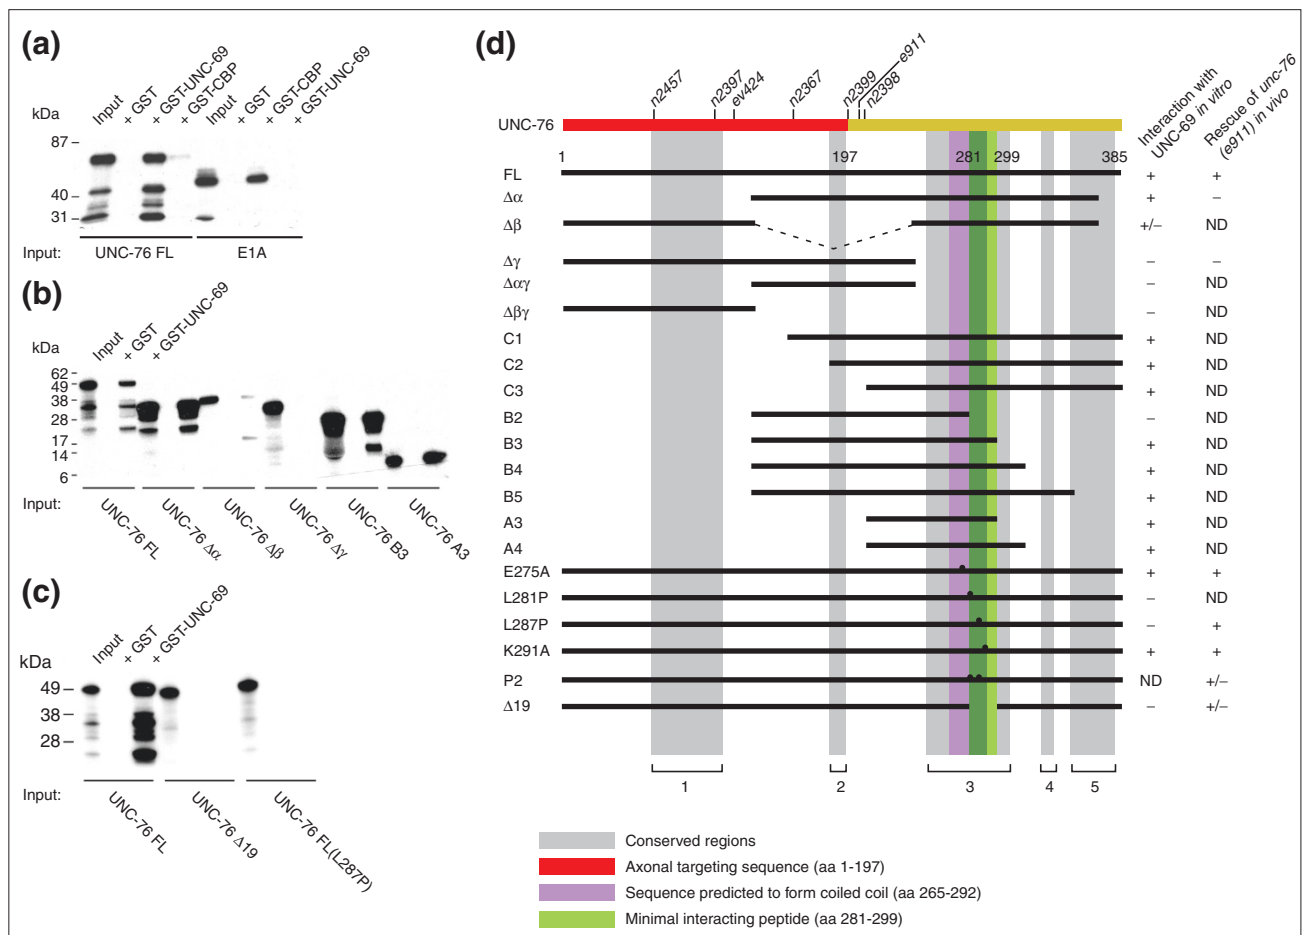 (a)
kDa
Input
+ GST
+ GST-UNC-69
+ GST-CBP
Input
+ GST
+ GST-CBP
+ GST-UNC-69
87
40
31
Input:
UNC-76 FL
E1A
(b)
kDa
Input
+ GST
+ GST-UNC-69
62
49
38
28
17
14
6
Input:
UNC-76 FL
UNC-76 Δα
UNC-76 Δβ
UNC-76 Δγ
UNC-76 B3
UNC-76 A3
(c)
kDa
Input
+ GST
+ GST-UNC-69
49
38
28
Input:
UNC-76 FL
UNC-76 Δ19
UNC-76 FL(L287P)
(d)
n2457
n2397
ev424
n2367
n2399
e911
n2398
Interaction with
UNC-69 in vitro
Rescue of unc-76
(e911) in vivo
UNC-76
1 197 281 299 385
FL + +
Δα + –
Δβ +/– ND
Δγ – –
Δαγ – ND
Δβγ – ND
C1 + ND
C2 + ND
C3 + ND
B2 – ND
B3 + ND
B4 + ND
B5 + ND
A3 + ND
A4 + ND
E275A + +
L281P – ND
L287P – +
K291A + +
P2 ND +/–
Δ19 – +/–
1 2 3 4 5
Conserved regions
Axonal targeting sequence (aa 1-197)
Sequence predicted to form coiled coil (aa 265-292)
Minimal interacting peptide (aa 281-299)